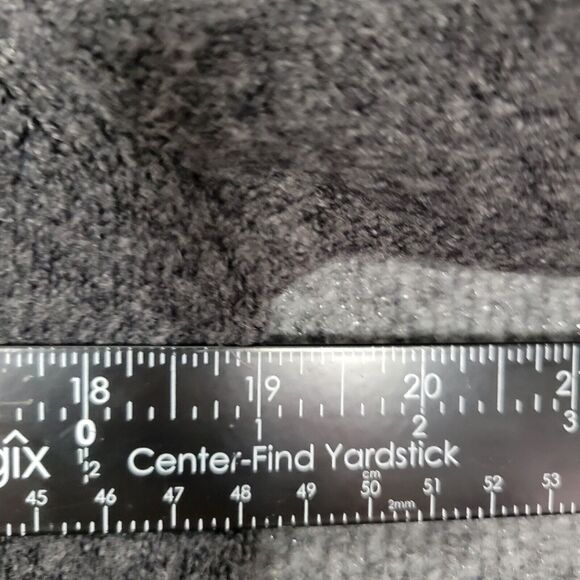 18 19 20 2
0 1 2 3
gîx 1/2 Center-Find Yardstick
cm
45 46 47 48 49 50 51 52 53
2mm